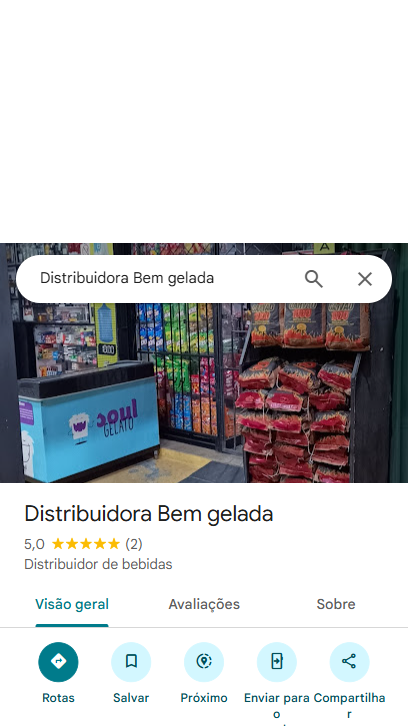 Distribuidora Bem gelada
A
soul
GELATO
Distribuidora Bem gelada
5,0 (2)
Distribuidor de bebidas
Visão geral Avaliações Sobre
Rotas Salvar Próximo Enviar para o Compartilhar